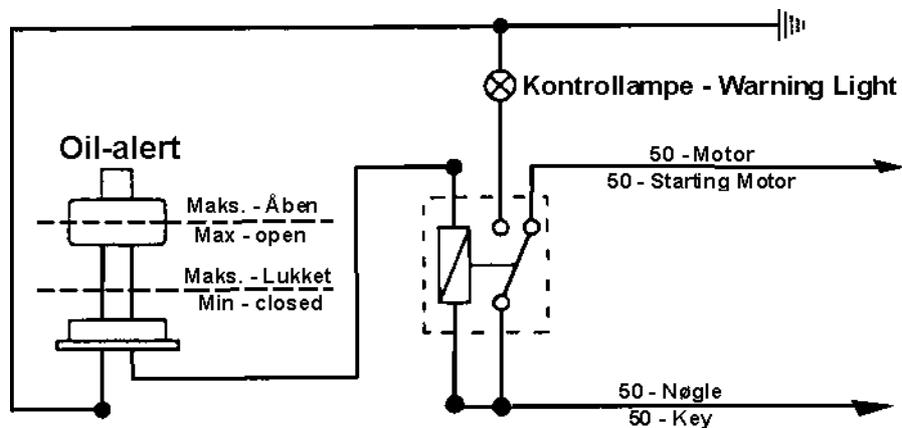 Kontrollampe - Warning Light
Oil-alert
50 - Motor
50 - Starting Motor
Maks. - Åben
Max - open
Maks. - Lukket
Min - closed
50 - Nøgle
50 - Key